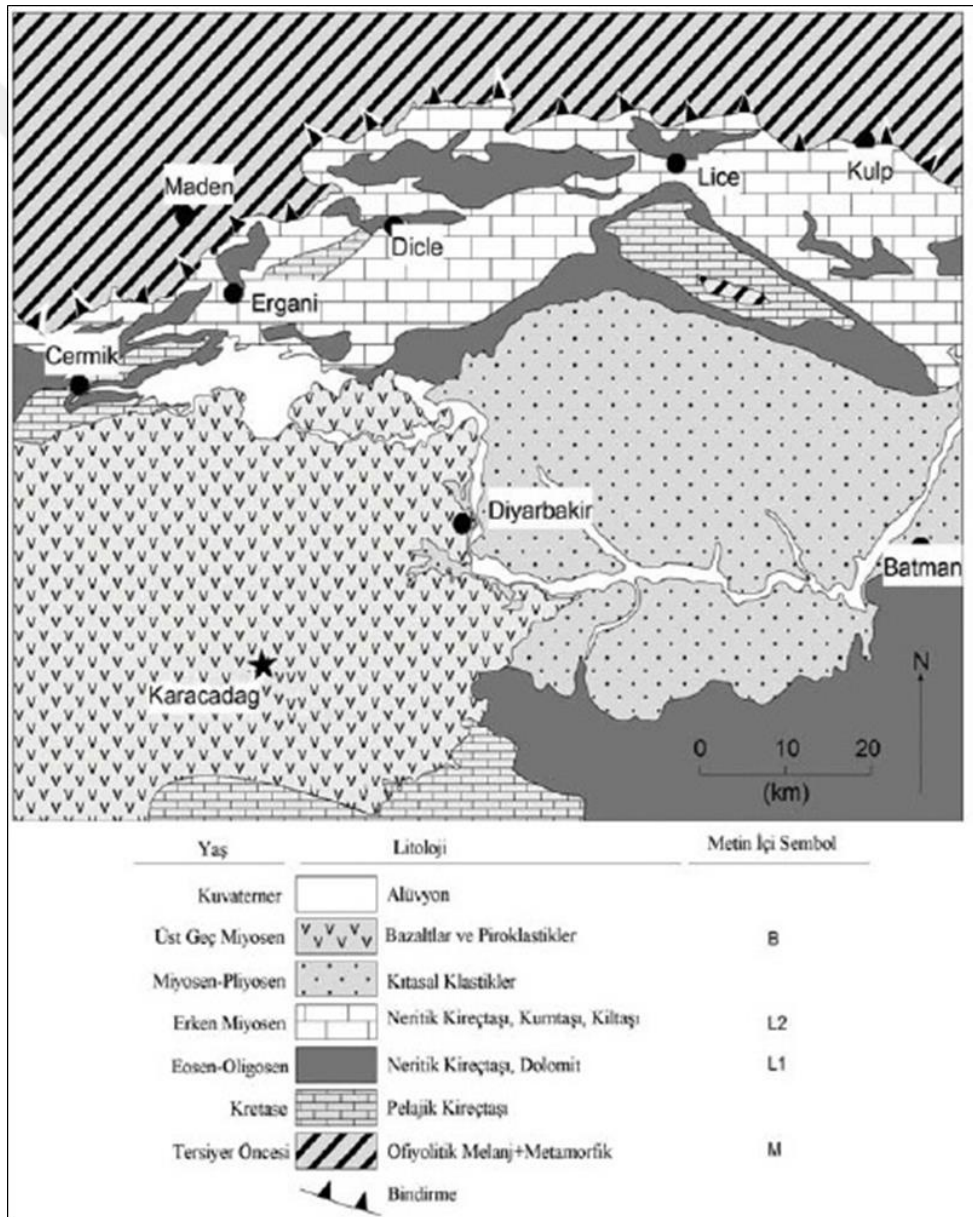 Maden
Lice
Kulp
Dicle
Ergani
Cermik
Diyarbakir
Batman
Karacadag
N
0 10 20
(km)
Yaş Litoloji Metin İçi Sembol
Kuvaterner Alüvyon
Üst Geç Miyosen Bazaltlar ve Piroklastikler B
Miyosen-Pliyosen Kıtasal Klastikler
Erken Miyosen Neritik Kireçtaşı, Kumtaşı, Kiltaşı L2
Eosen-Oligosen Neritik Kireçtaşı, Dolomit L1
Kretase Pelajik Kireçtaşı
Tersiyer Öncesi Ofiyolitik Melanj+Metamorfik M
Bindirme